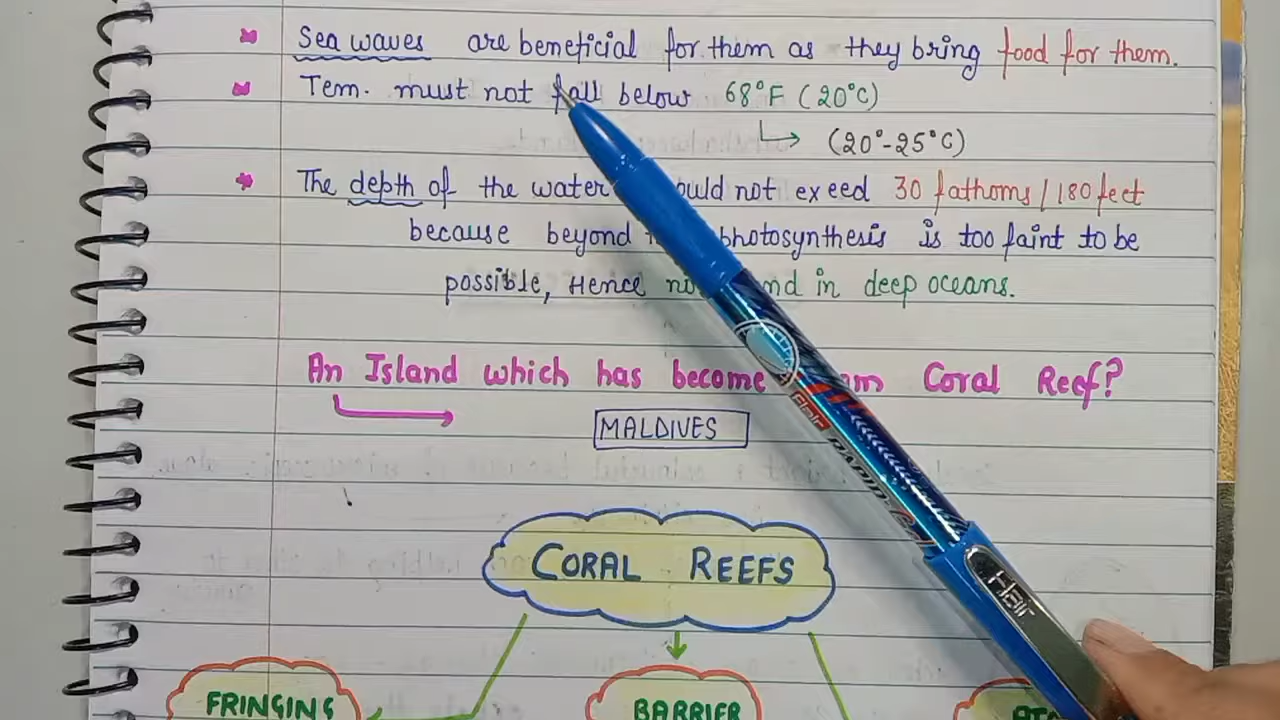 Sea waves are beneficial for them as they bring food for them.
Tem. must not fall below 68°F (20°C)
(20°-25°C)
The depth of the water ould not exeed 30 fathoms/180 feet
because beyond photosynthesis is too faint to be
possible, Hence nd in deep oceans.
An Island which has become om Coral Reef?
MALDIVES
CORAL REEFS
FRINGING
BARRIER
Flair
Hair